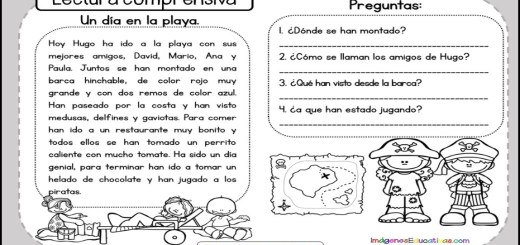 Lectura comprensiva
Un día en la playa.
Hoy Hugo ha ido a la playa con sus
mejores amigos, David, Mario, Ana y
Paula. Juntos se han montado en una
barca hinchable, de color rojo muy
grande y con dos remos de color azul.
Han paseado por la costa y han visto
medusas, delfines y gaviotas. Para comer
han ido a un restaurante muy bonito y
todos ellos se han tomado un perrito
caliente con mucho tomate. Ha sido un día
genial, para terminar han ido a tomar un
helado de chocolate y han jugado a los
piratas.
Preguntas:
1. ¿Dónde se han montado?
2. ¿Cómo se llaman los amigos de Hugo?
3. ¿Qué han visto desde la barca?
4. ¿a que han estado jugando?
ImágenesEducativas.com